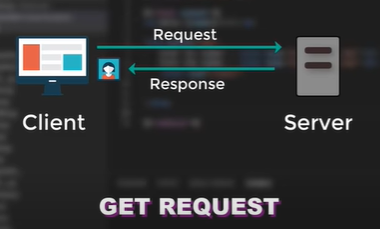 Request
Response
Client
Server
GET REQUEST